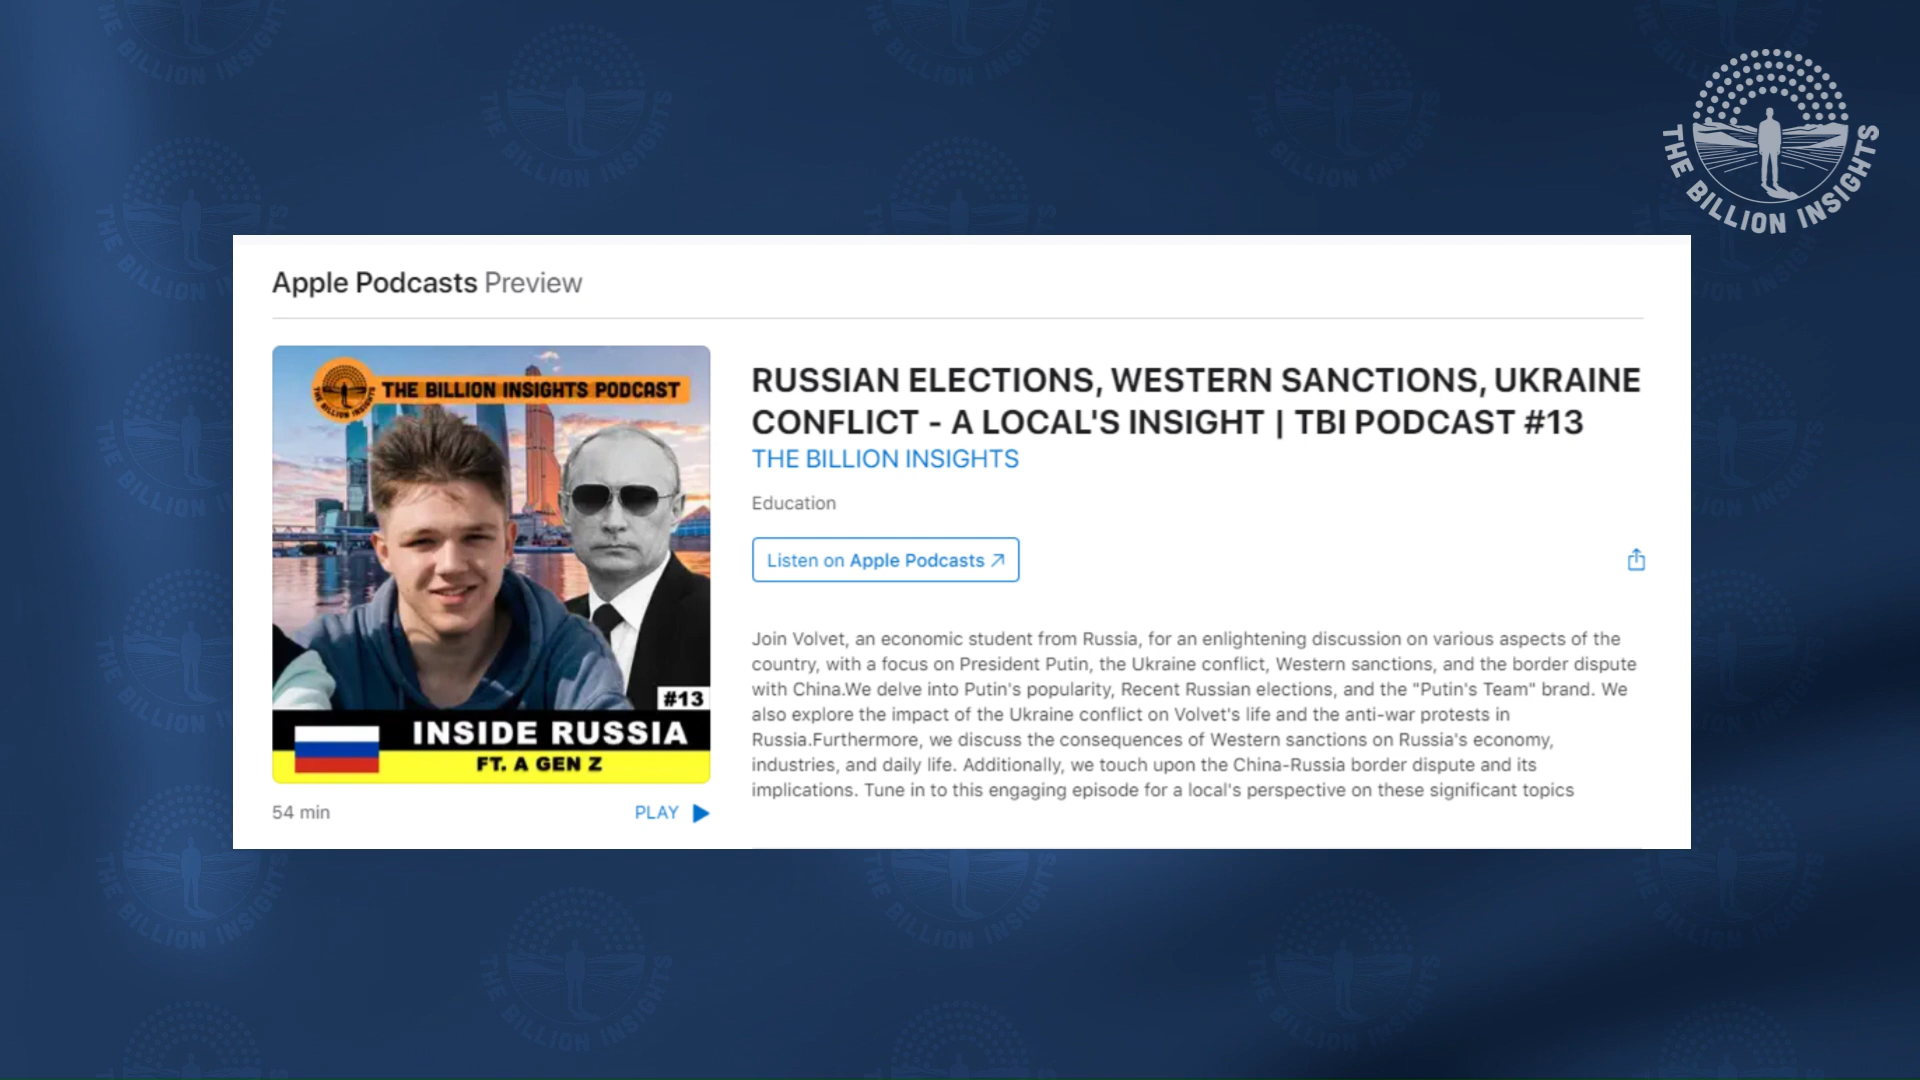 THE BILLION INSIGHTS
Apple Podcasts Preview
THE BILLION INSIGHTS PODCAST
THE BILLION INSIGHTS
#13
INSIDE RUSSIA
FT. A GEN Z
54 min
PLAY
RUSSIAN ELECTIONS, WESTERN SANCTIONS, UKRAINE
CONFLICT - A LOCAL'S INSIGHT | TBI PODCAST #13
THE BILLION INSIGHTS
Education
Listen on Apple Podcasts
Join Volvet, an economic student from Russia, for an enlightening discussion on various aspects of the
country, with a focus on President Putin, the Ukraine conflict, Western sanctions, and the border dispute
with China.We delve into Putin's popularity, Recent Russian elections, and the "Putin's Team" brand. We
also explore the impact of the Ukraine conflict on Volvet's life and the anti-war protests in
Russia.Furthermore, we discuss the consequences of Western sanctions on Russia's economy,
industries, and daily life. Additionally, we touch upon the China-Russia border dispute and its
implications. Tune in to this engaging episode for a local's perspective on these significant topics